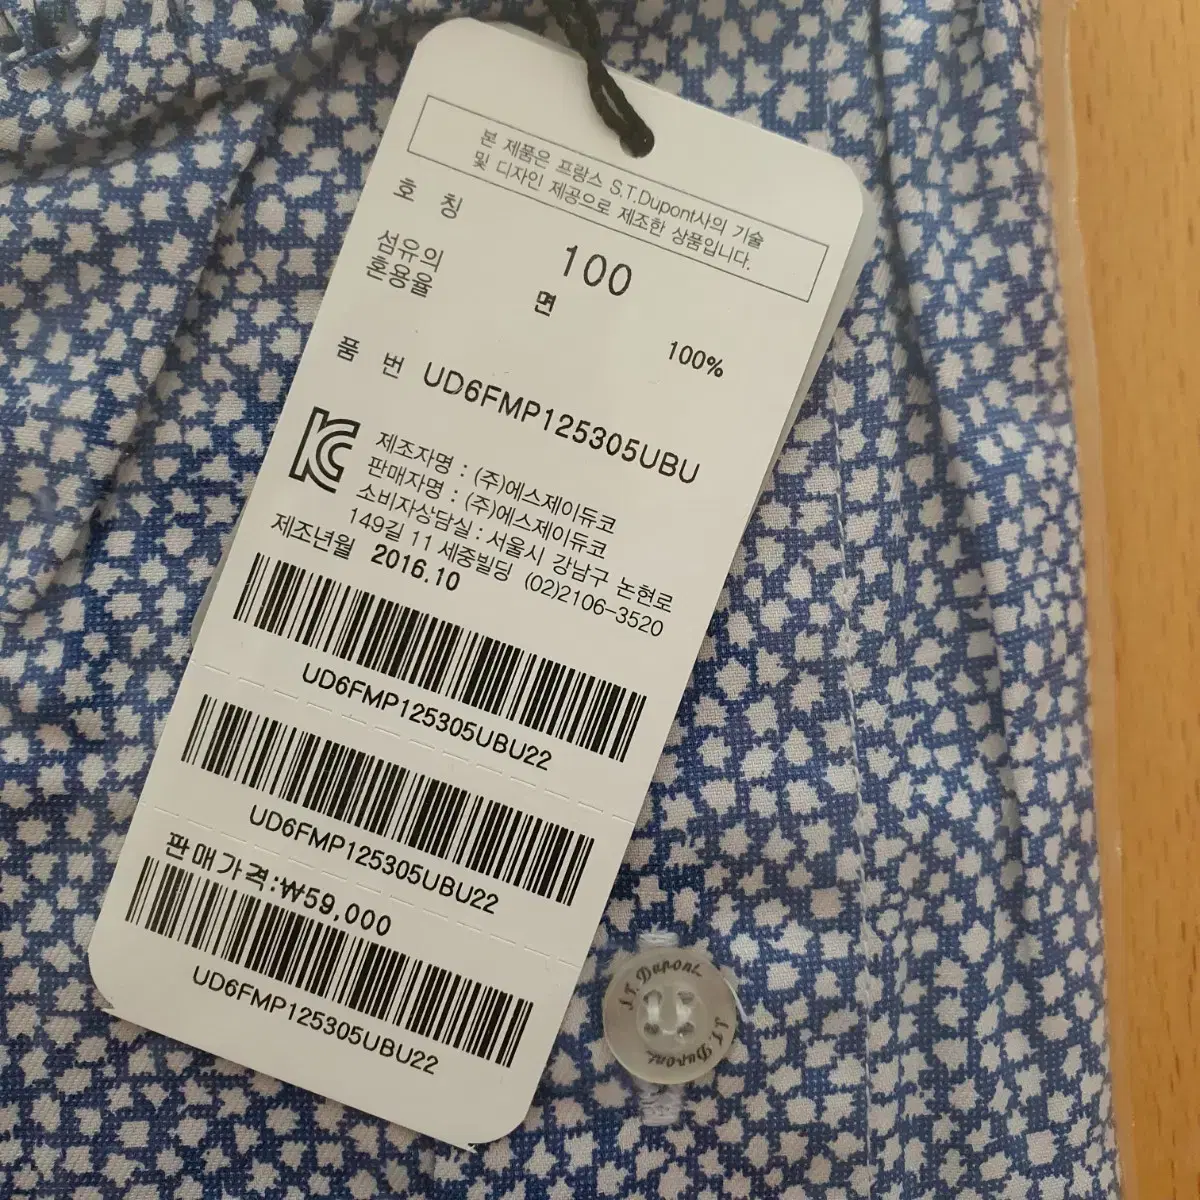 본 제품은 프랑스 S.T.Dupont사의 기술
및 디자인 제공으로 제조한 상품입니다.
호 칭 100
섬유의
혼용율 면 100%
품 번 UD6FMP125305UBU
제조자명 : (주)에스제이듀코
판매자명 : (주)에스제이듀코
소비자상담실 : 서울시 강남구 논현로
149길 11 세종빌딩 (02)2106-3520
제조년월 2016.10
UD6FMP125305UBU22
UD6FMP125305UBU22
판매가격:₩59,000
UD6FMP125305UBU22
S.T. Dupont
S.T. Dupont